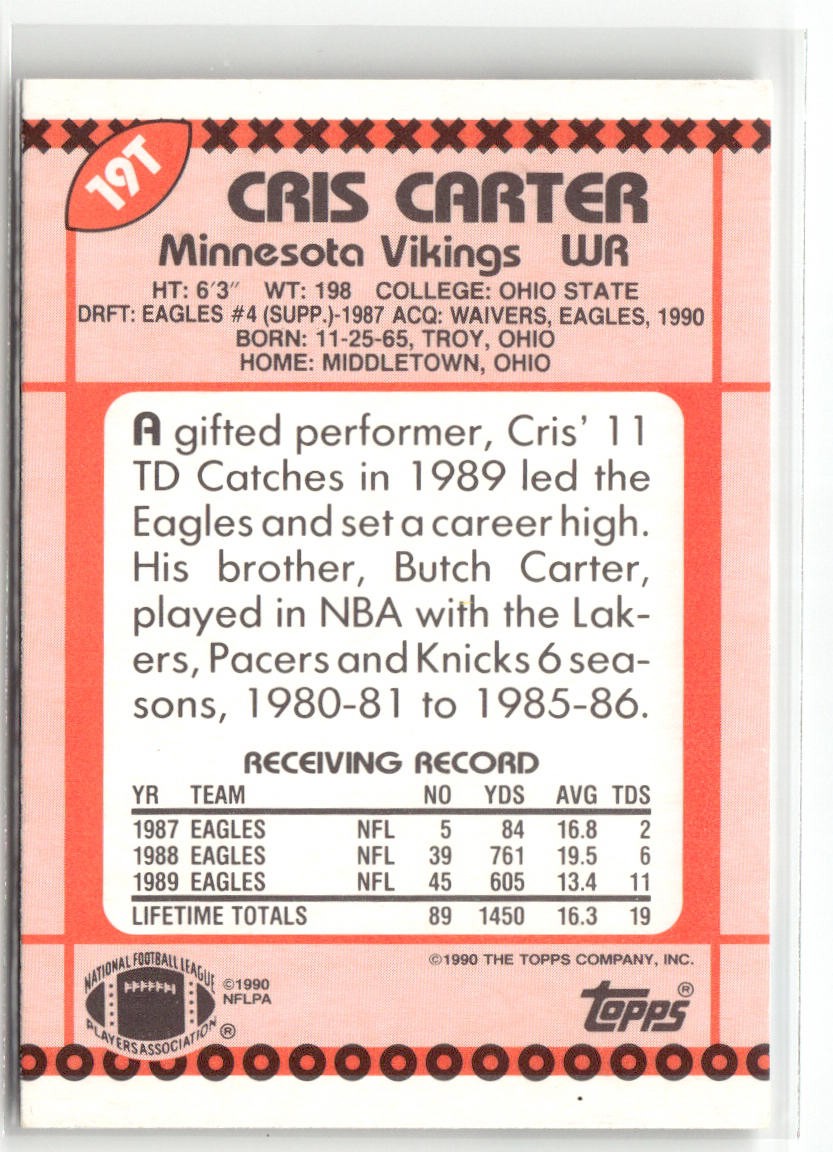 19T
CRIS CARTER
Minnesota Vikings WR
HT: 6'3" WT: 198 COLLEGE: OHIO STATE
DRFT: EAGLES #4 (SUPP.)-1987 ACQ: WAIVERS, EAGLES, 1990
BORN: 11-25-65, TROY, OHIO
HOME: MIDDLETOWN, OHIO
A gifted performer, Cris' 11
TD Catches in 1989 led the
Eagles and set a career high.
His brother, Butch Carter,
played in NBA with the Lak-
ers, Pacers and Knicks 6 sea-
sons, 1980-81 to 1985-86.
RECEIVING RECORD
YR TEAM NO YDS AVG TDS
1987 EAGLES NFL 5 84 16.8 2
1988 EAGLES NFL 39 761 19.5 6
1989 EAGLES NFL 45 605 13.4 11
LIFETIME TOTALS 89 1450 16.3 19
NATIONAL FOOTBALL LEAGUE
PLAYERS ASSOCIATION ®
©1990
NFLPA
©1990 THE TOPPS COMPANY, INC.
topps ®